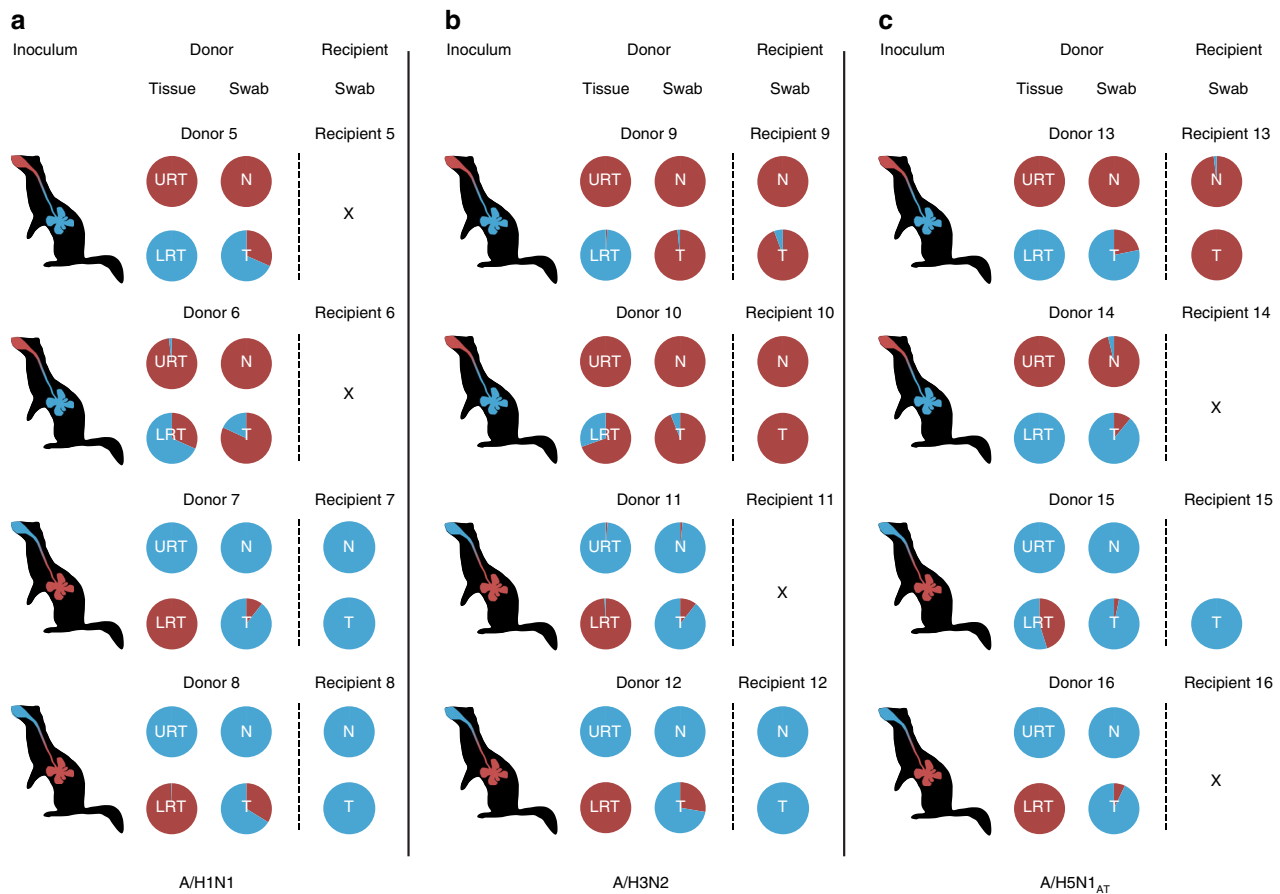 a
Inoculum Donor Recipient
Tissue Swab Swab
Donor 5 Recipient 5
URT N
X
LRT T
Donor 6 Recipient 6
URT N
X
LRT T
Donor 7 Recipient 7
URT N N
LRT T T
Donor 8 Recipient 8
URT N N
LRT T T
A/H1N1
b
Inoculum Donor Recipient
Tissue Swab Swab
Donor 9 Recipient 9
URT N N
LRT T T
Donor 10 Recipient 10
URT N N
LRT T T
Donor 11 Recipient 11
URT N
X
LRT T
Donor 12 Recipient 12
URT N N
LRT T T
A/H3N2
c
Inoculum Donor Recipient
Tissue Swab Swab
Donor 13 Recipient 13
URT N N
LRT T T
Donor 14 Recipient 14
URT N
X
LRT T
Donor 15 Recipient 15
URT N
LRT T T
Donor 16 Recipient 16
URT N
X
LRT T
A/H5N1AT